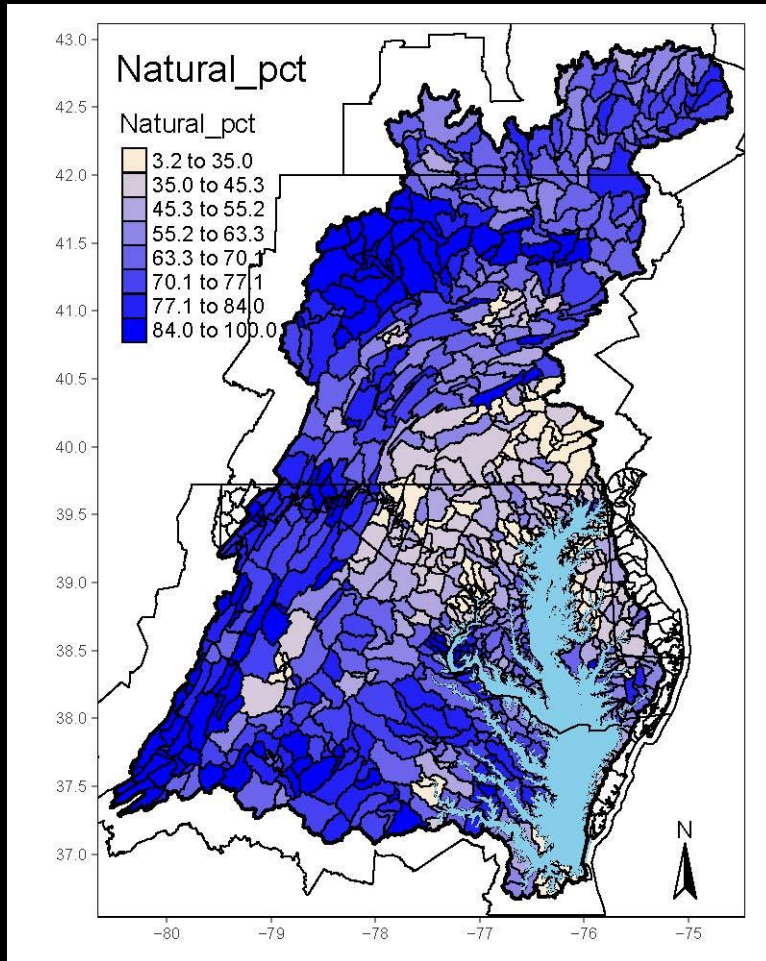 Natural_pct
Natural_pct
3.2 to 35.0
35.0 to 45.3
45.3 to 55.2
55.2 to 63.3
63.3 to 70.1
70.1 to 77.1
77.1 to 84.0
84.0 to 100.0
43.0
42.5
42.0
41.5
41.0
40.5
40.0
39.5
39.0
38.5
38.0
37.5
37.0
N
−80 −79 −78 −77 −76 −75